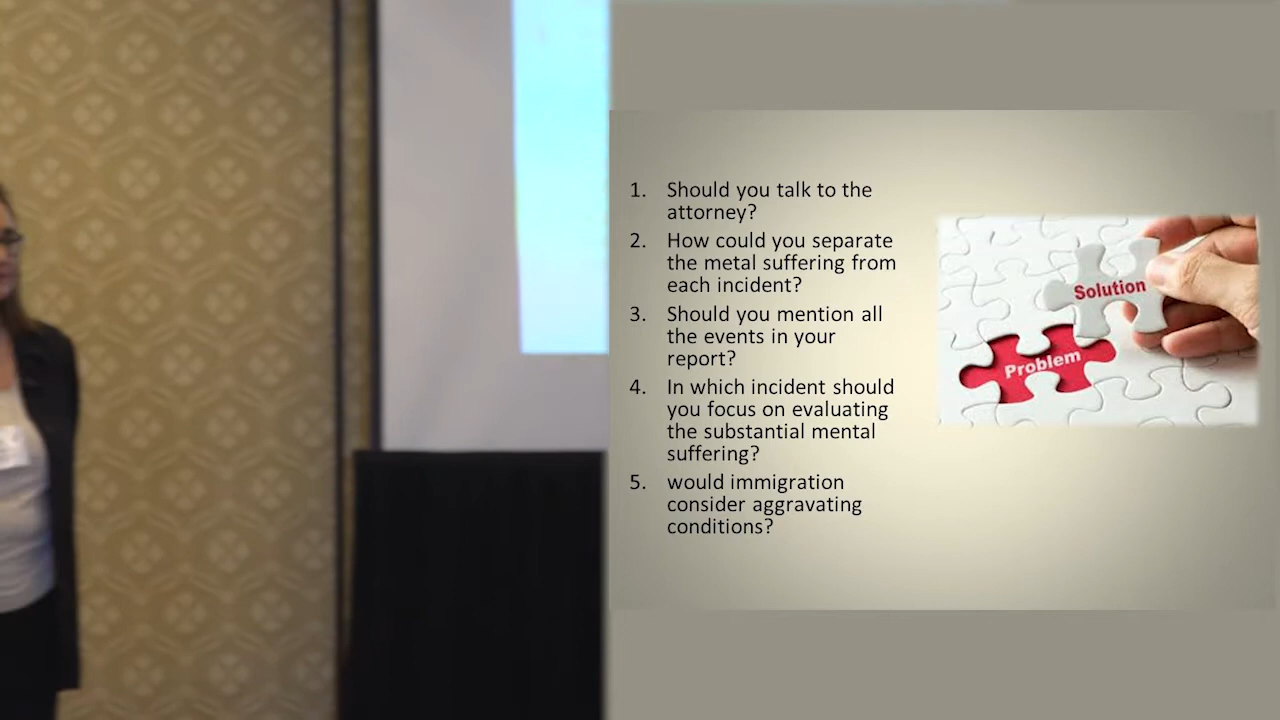 1. Should you talk to the
attorney?
2. How could you separate
the metal suffering from
each incident?
3. Should you mention all
the events in your
report?
4. In which incident should
you focus on evaluating
the substantial mental
suffering?
5. would immigration
consider aggravating
conditions?
Solution
Problem